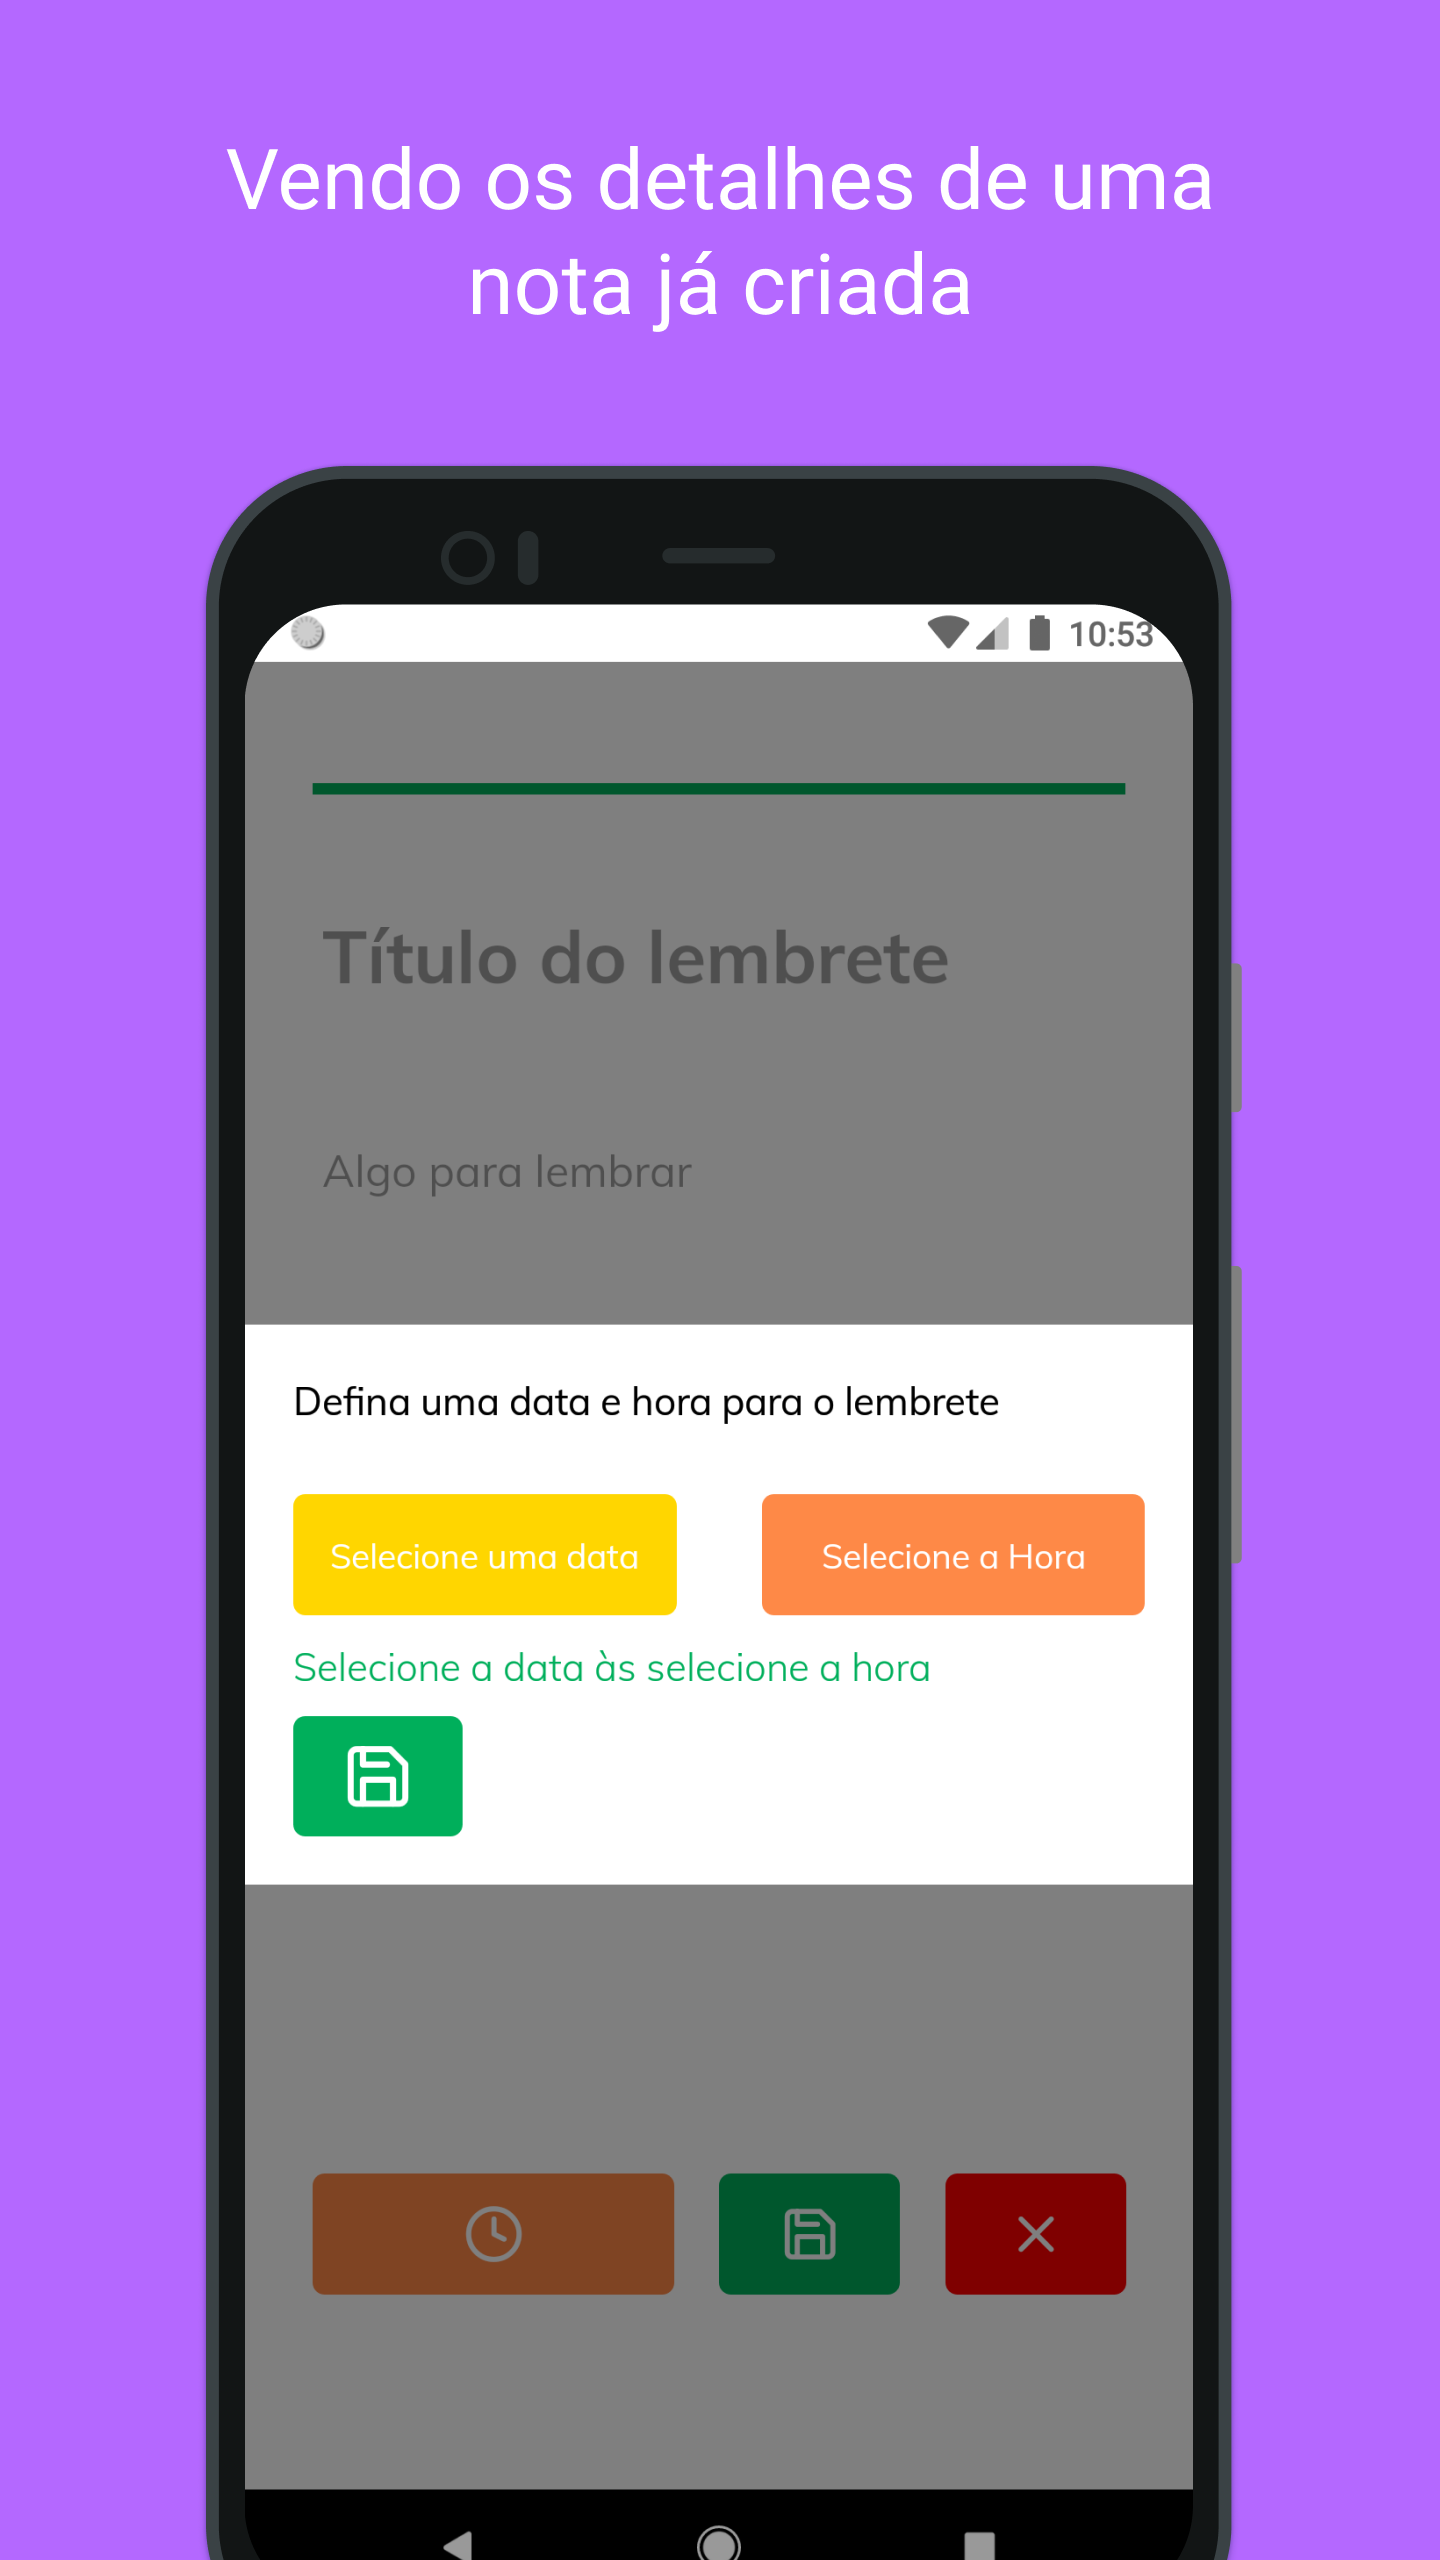 Vendo os detalhes de uma
nota já criada
10:53
Título do lembrete
Algo para lembrar
Defina uma data e hora para o lembrete
Selecione uma data
Selecione a Hora
Selecione a data às selecione a hora